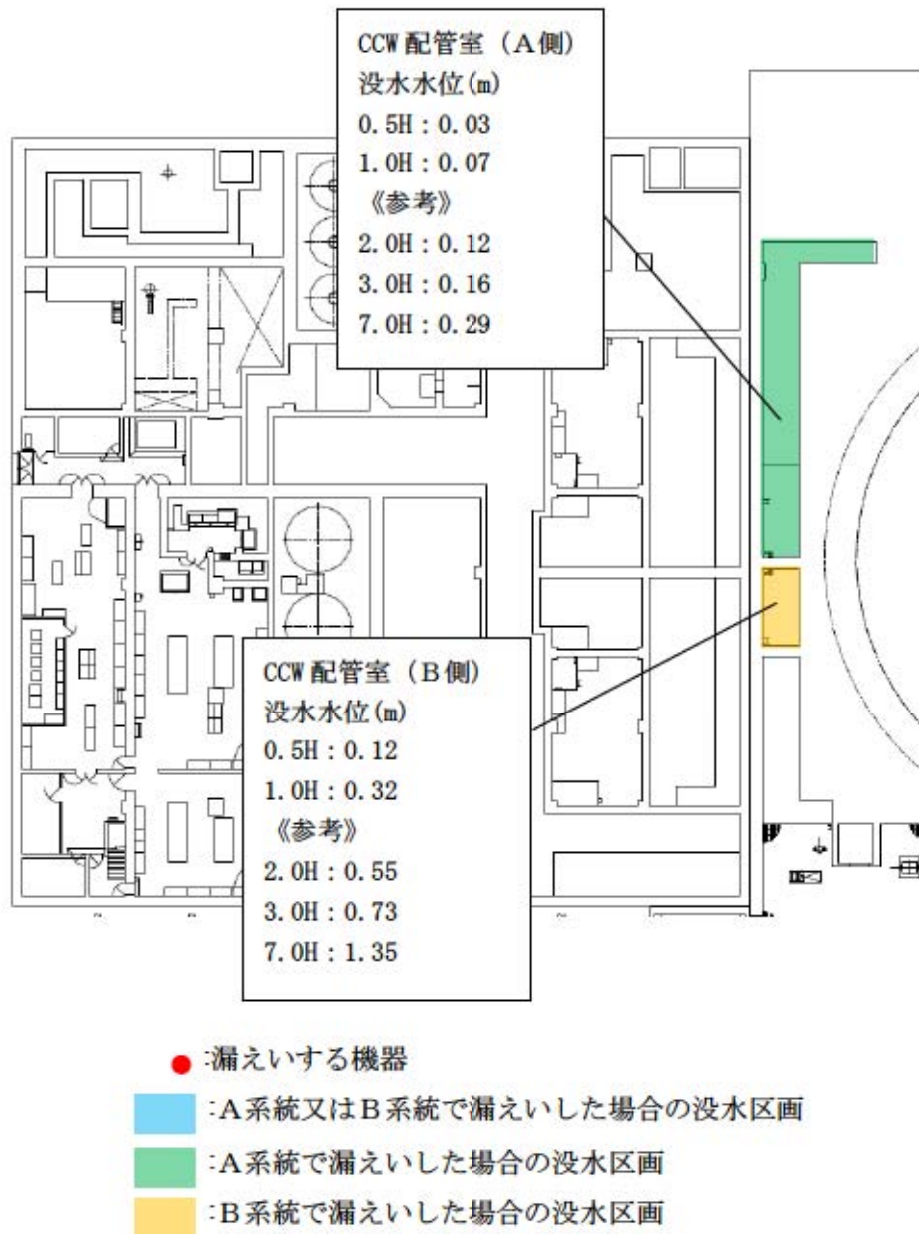 CCW 配管室（A側）
没水水位(m)
0.5H：0.03
1.0H：0.07
《参考》
2.0H：0.12
3.0H：0.16
7.0H：0.29
CCW 配管室（B側）
没水水位(m)
0.5H：0.12
1.0H：0.32
《参考》
2.0H：0.55
3.0H：0.73
7.0H：1.35
:漏えいする機器
:A系統又はB系統で漏えいした場合の没水区画
:A系統で漏えいした場合の没水区画
:B系統で漏えいした場合の没水区画